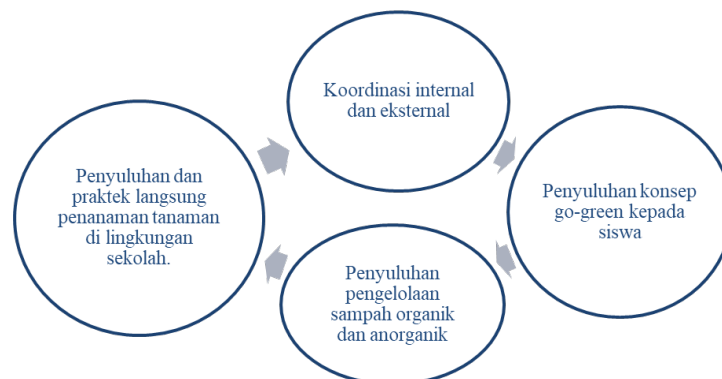 Koordinasi internal
dan eksternal
Penyuluhan konsep
go-green kepada
siswa
Penyuluhan
pengelolaan
sampah organik
dan anorganik
Penyuluhan dan
praktek langsung
penanaman tanaman
di lingkungan
sekolah.